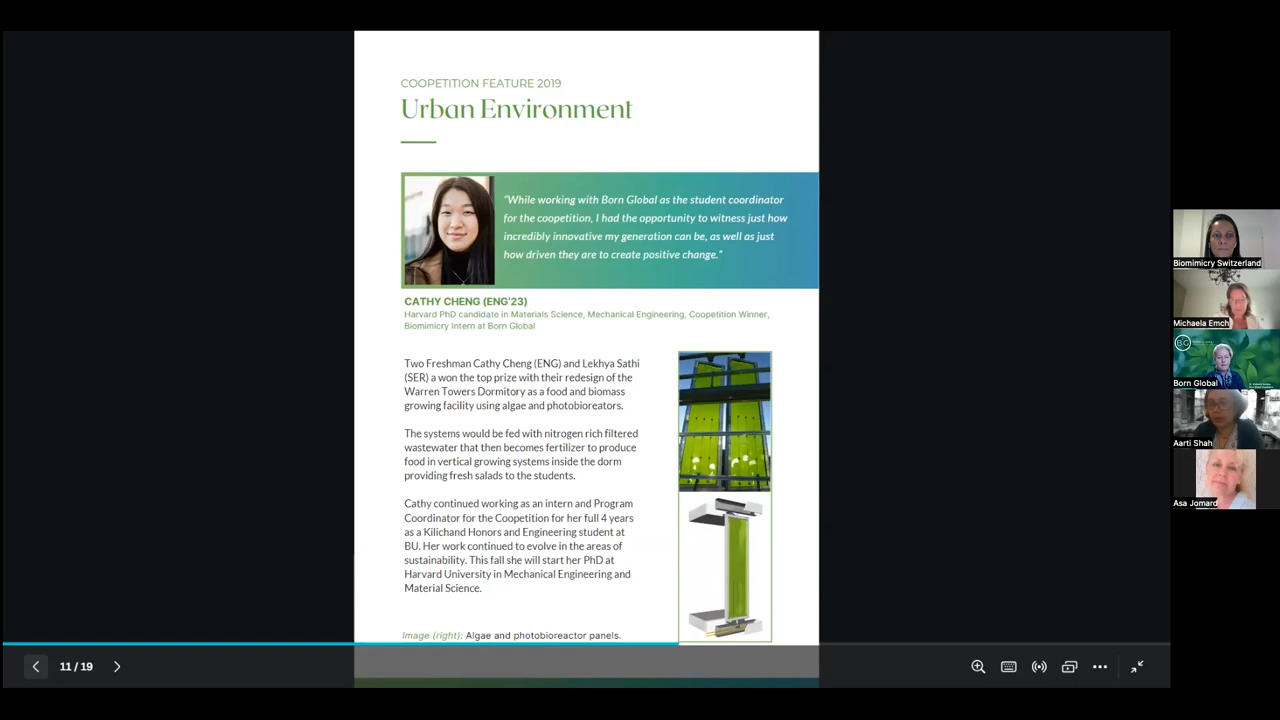 COOPETITION FEATURE 2019
Urban Environment
“While working with Born Global as the student coordinator
for the coopetition, I had the opportunity to witness just how
incredibly innovative my generation can be, as well as just
how driven they are to create positive change.”
CATHY CHENG (ENG'23)
Harvard PhD candidate in Materials Science, Mechanical Engineering, Coopetition Winner,
Biomimicry Intern at Born Global
Two Freshman Cathy Cheng (ENG) and Lekhya Sathi
(SER) a won the top prize with their redesign of the
Warren Towers Dormitory as a food and biomass
growing facility using algae and photobioreators.
The systems would be fed with nitrogen rich filtered
wastewater that then becomes fertilizer to produce
food in vertical growing systems inside the dorm
providing fresh salads to the students.
Cathy continued working as an intern and Program
Coordinator for the Coopetition for her full 4 years
as a Kilichand Honors and Engineering student at
BU. Her work continued to evolve in the areas of
sustainability. This fall she will start her PhD at
Harvard University in Mechanical Engineering and
Material Science.
Image (right): Algae and photobioreactor panels.
11 / 19
Biomimicry Switzerland
Michaela Emch
BO
Born Global
Aarti Shah
Asa Jomard